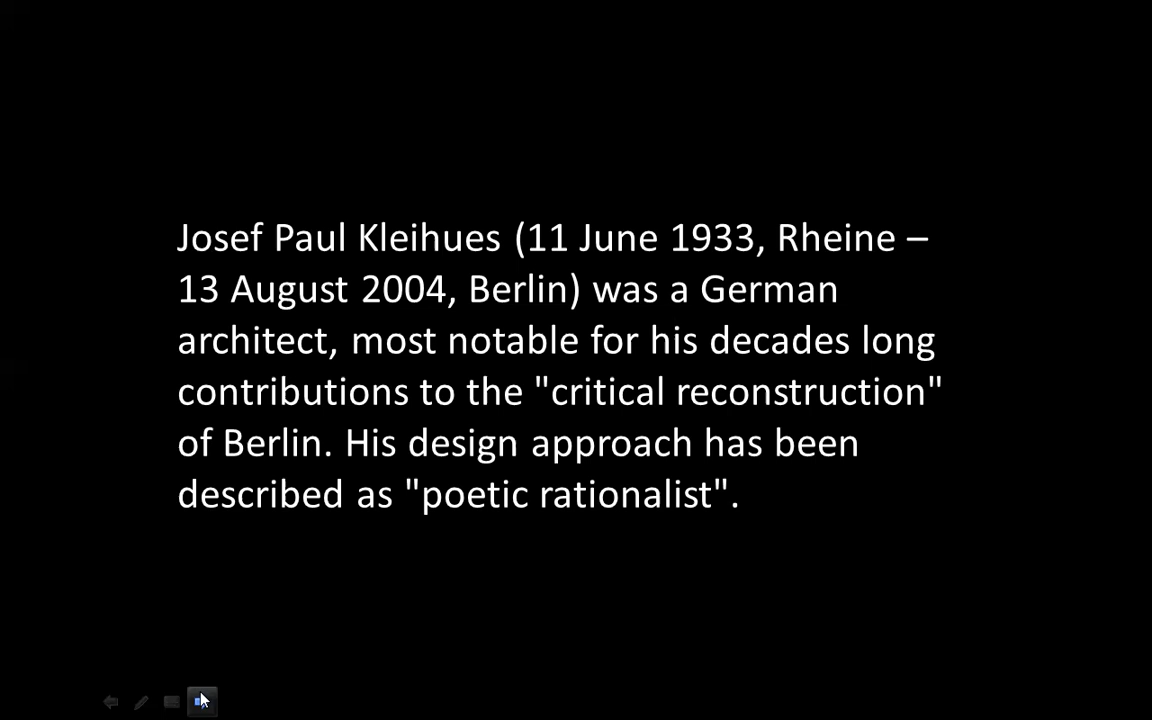 Josef Paul Kleihues (11 June 1933, Rheine –
13 August 2004, Berlin) was a German
architect, most notable for his decades long
contributions to the "critical reconstruction"
of Berlin. His design approach has been
described as "poetic rationalist".